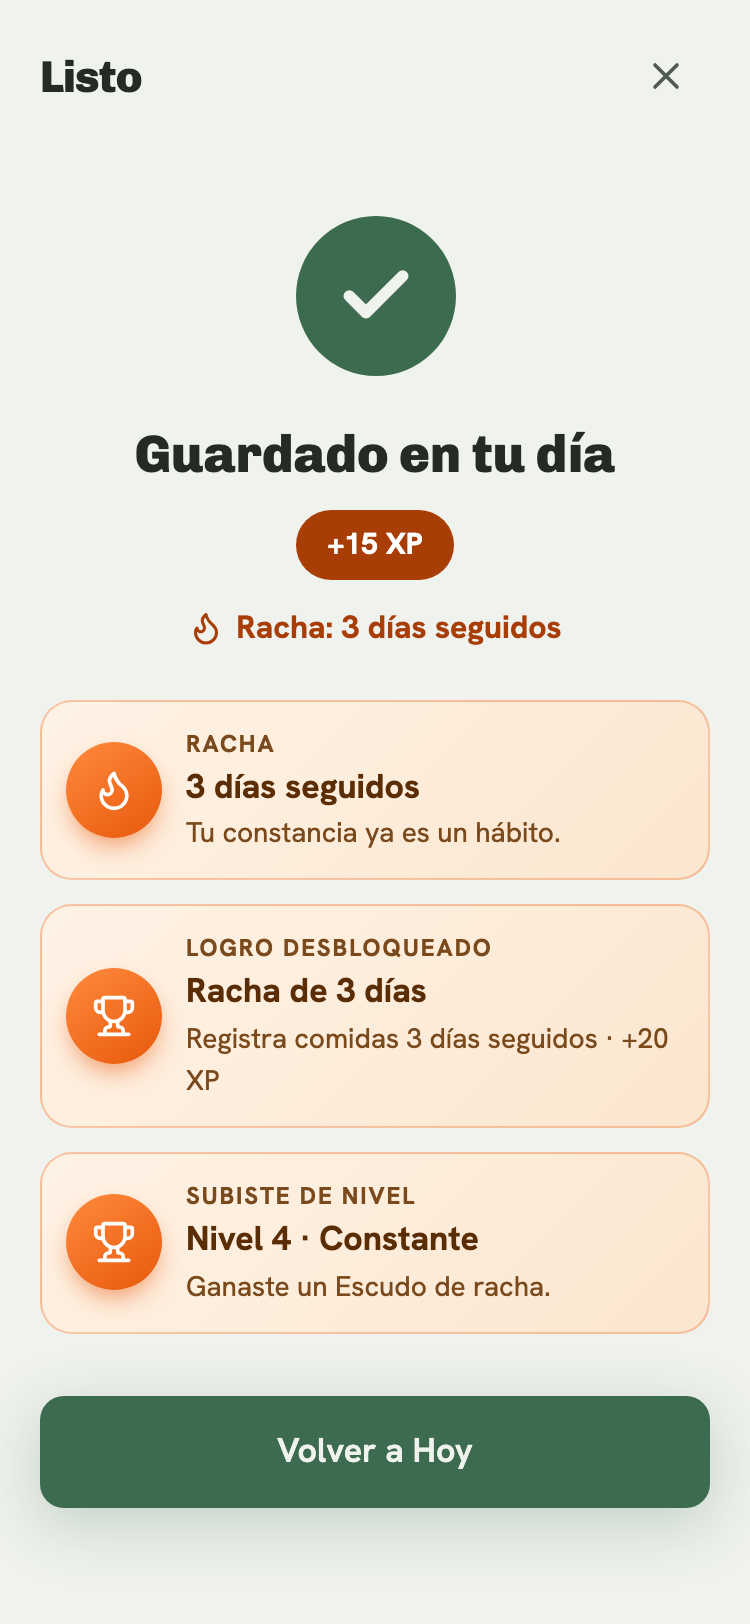 Listo
Guardado en tu día
+15 XP
Racha: 3 días seguidos
RACHA
3 días seguidos
Tu constancia ya es un hábito.
LOGRO DESBLOQUEADO
Racha de 3 días
Registra comidas 3 días seguidos · +20
XP
SUBISTE DE NIVEL
Nivel 4 · Constante
Ganaste un Escudo de racha.
Volver a Hoy